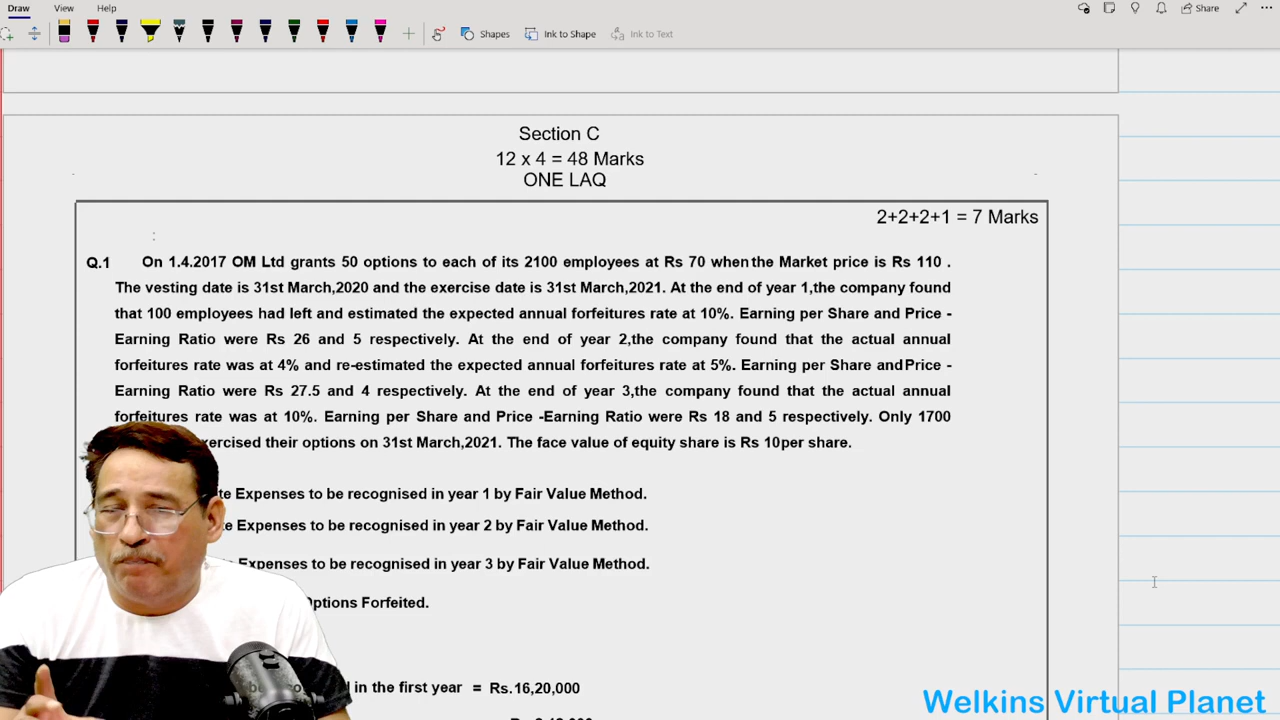 Draw View Help
Share
Shapes Ink to Shape Ink to Text
Section C
12 x 4 = 48 Marks
ONE LAQ
2+2+2+1 = 7 Marks
Q.1 On 1.4.2017 OM Ltd grants 50 options to each of its 2100 employees at Rs 70 when the Market price is Rs 110 .
The vesting date is 31st March,2020 and the exercise date is 31st March,2021. At the end of year 1,the company found
that 100 employees had left and estimated the expected annual forfeitures rate at 10%. Earning per Share and Price -
Earning Ratio were Rs 26 and 5 respectively. At the end of year 2,the company found that the actual annual
forfeitures rate was at 4% and re-estimated the expected annual forfeitures rate at 5%. Earning per Share and Price -
Earning Ratio were Rs 27.5 and 4 respectively. At the end of year 3,the company found that the actual annual
forfeitures rate was at 10%. Earning per Share and Price -Earning Ratio were Rs 18 and 5 respectively. Only 1700
their options on 31st March,2021. The face value of equity share is Rs 10per share.
Expenses to be recognised in year 1 by Fair Value Method.
Expenses to be recognised in year 2 by Fair Value Method.
Expenses to be recognised in year 3 by Fair Value Method.
Options Forfeited.
in the first year = Rs.16,20,000
Welkins Virtual Planet